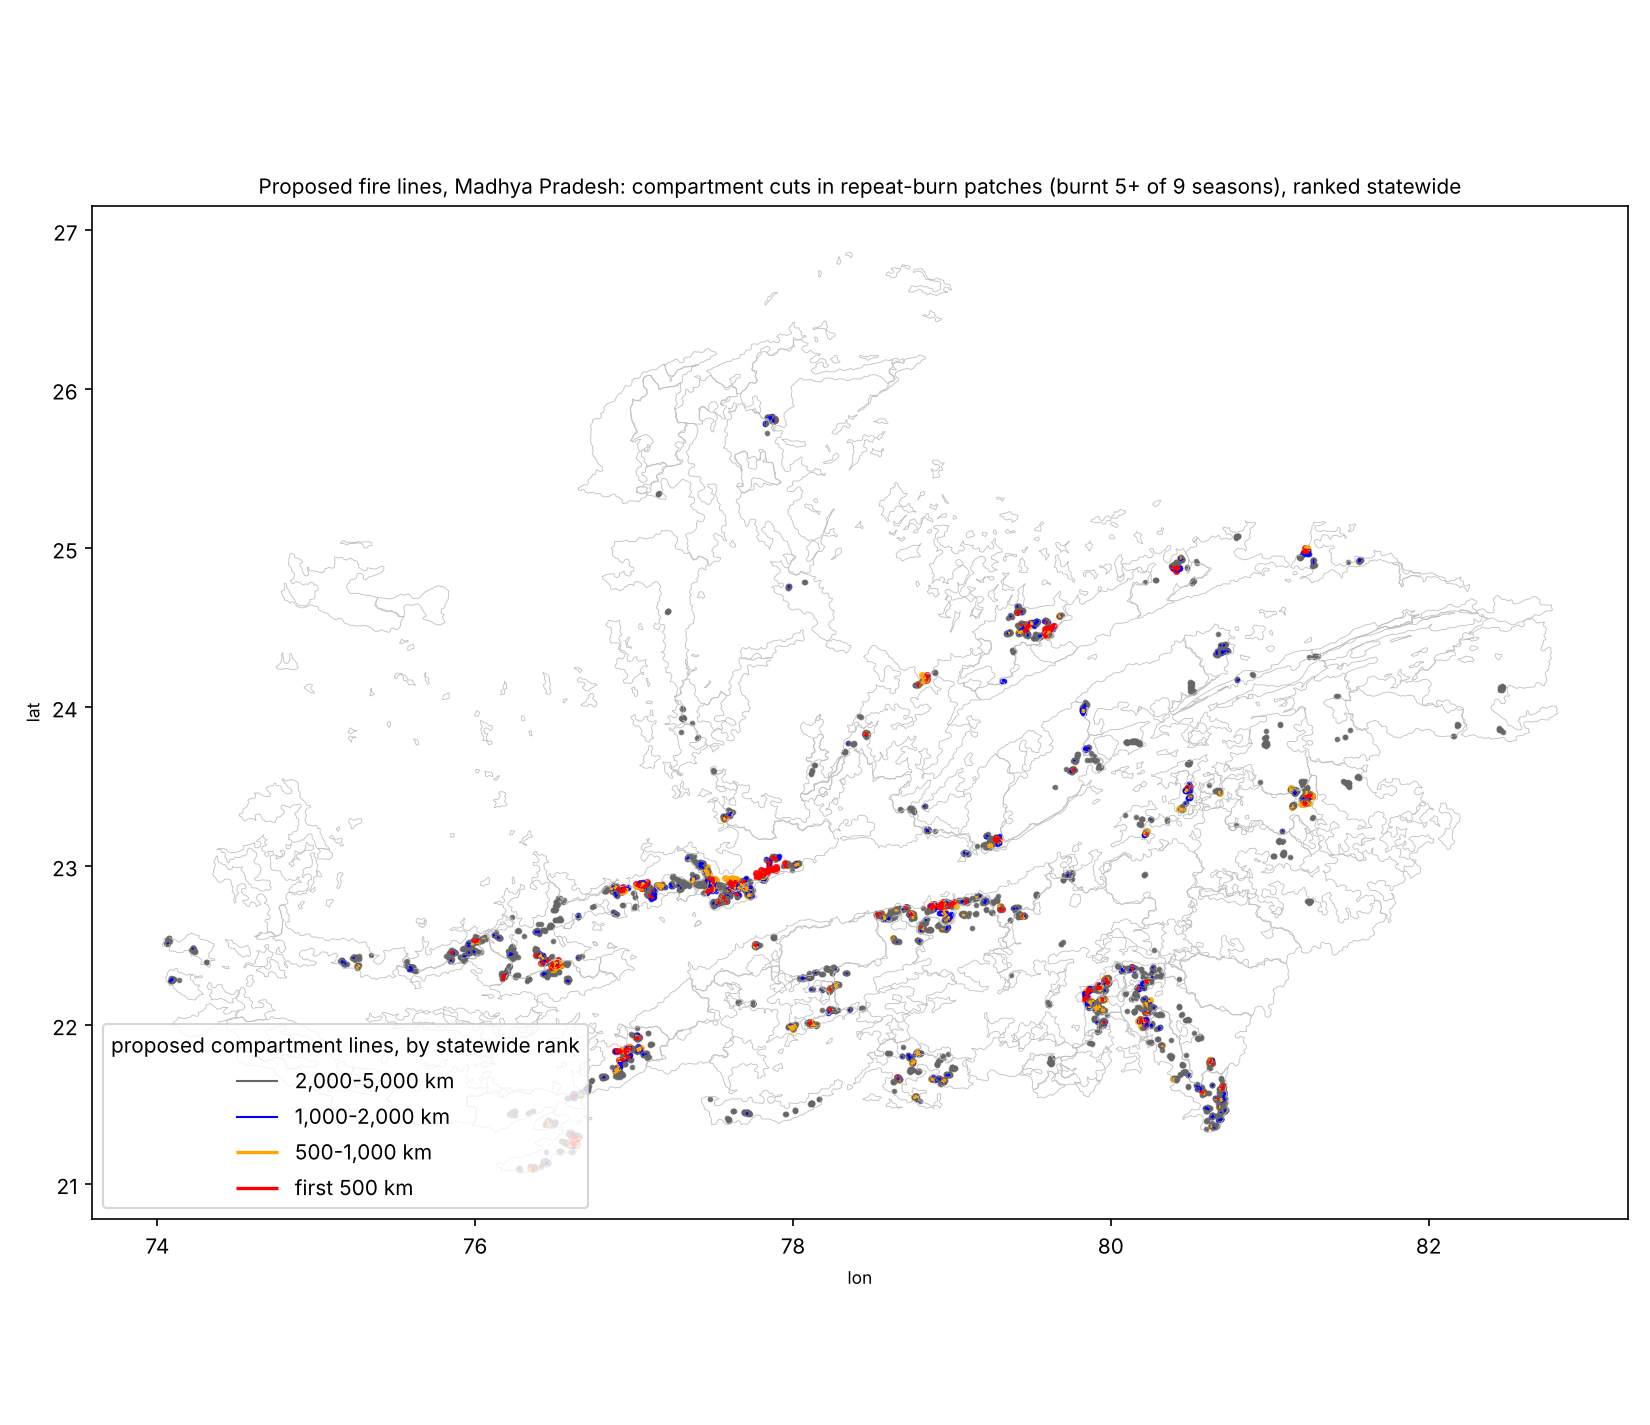 Proposed fire lines, Madhya Pradesh: compartment cuts in repeat-burn patches (burnt 5+ of 9 seasons), ranked statewide
27
26
25
24
23
22
21
lat
proposed compartment lines, by statewide rank
2,000-5,000 km
1,000-2,000 km
500-1,000 km
first 500 km
74
76
78
80
82
lon